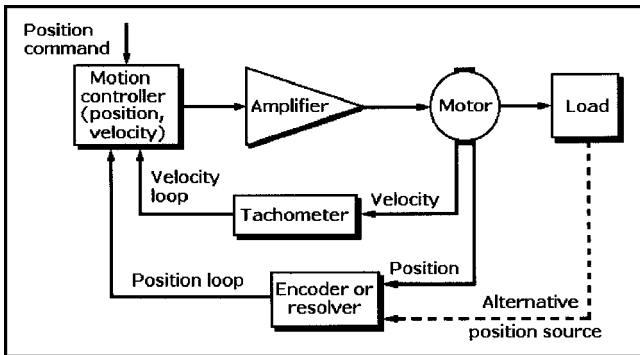 Position
command
Motion
controller
(position,
velocity)
Amplifier
Motor
Load
Velocity
loop
Tachometer
Velocity
Position loop
Encoder or
resolver
Position
Alternative
position source